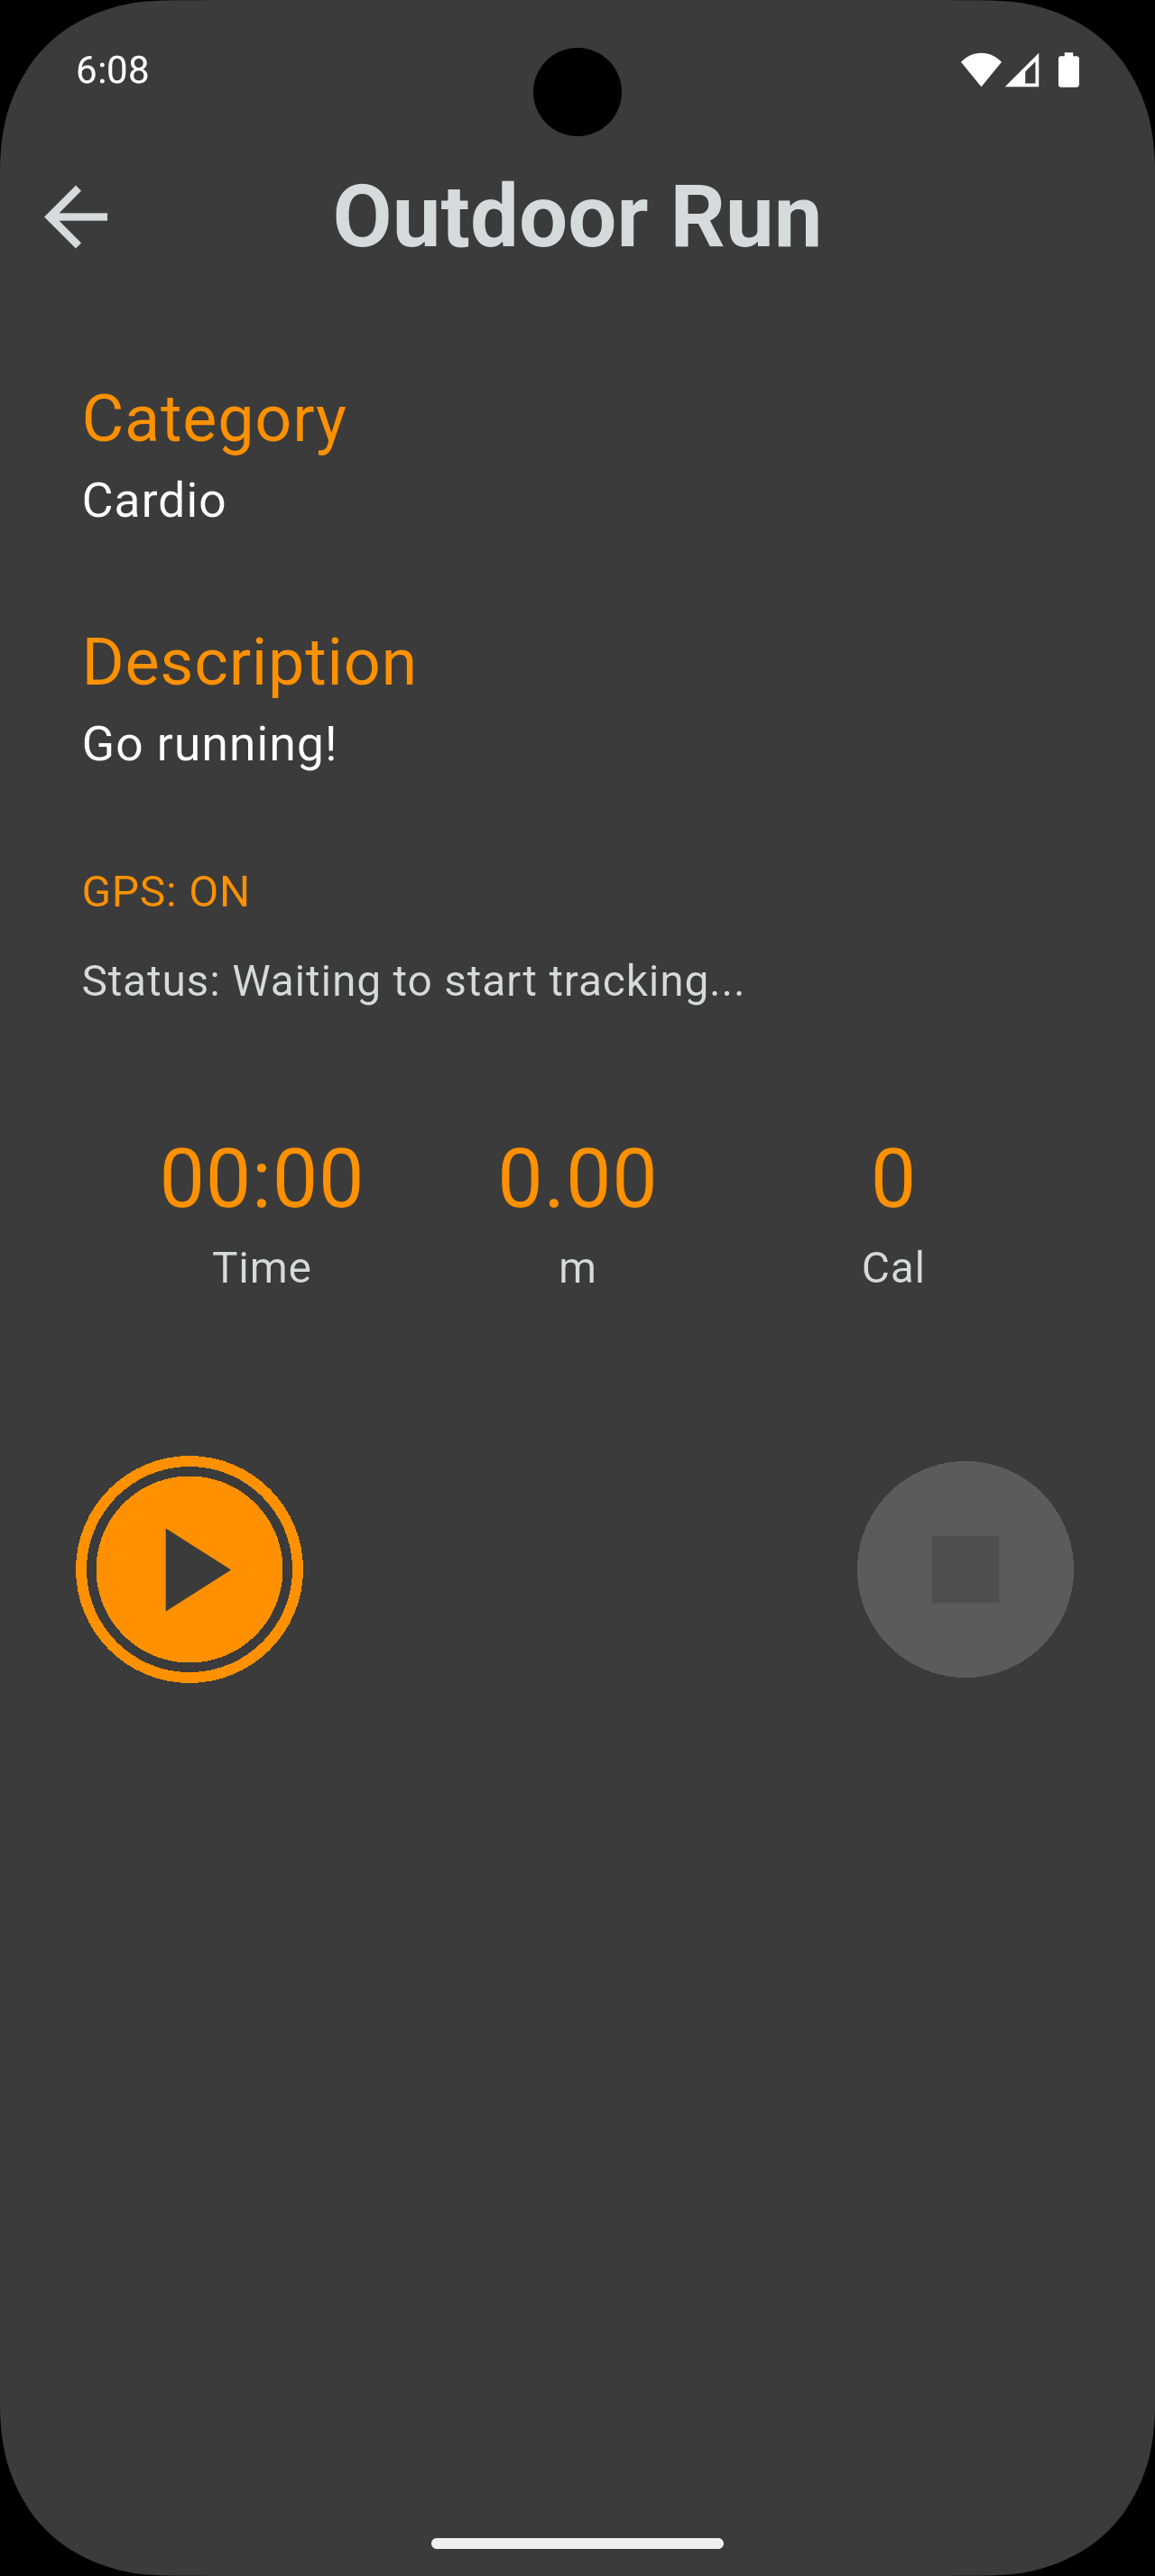 6:08
Outdoor Run
Category
Cardio
Description
Go running!
GPS: ON
Status: Waiting to start tracking...
00:00 0.00 0
Time m Cal